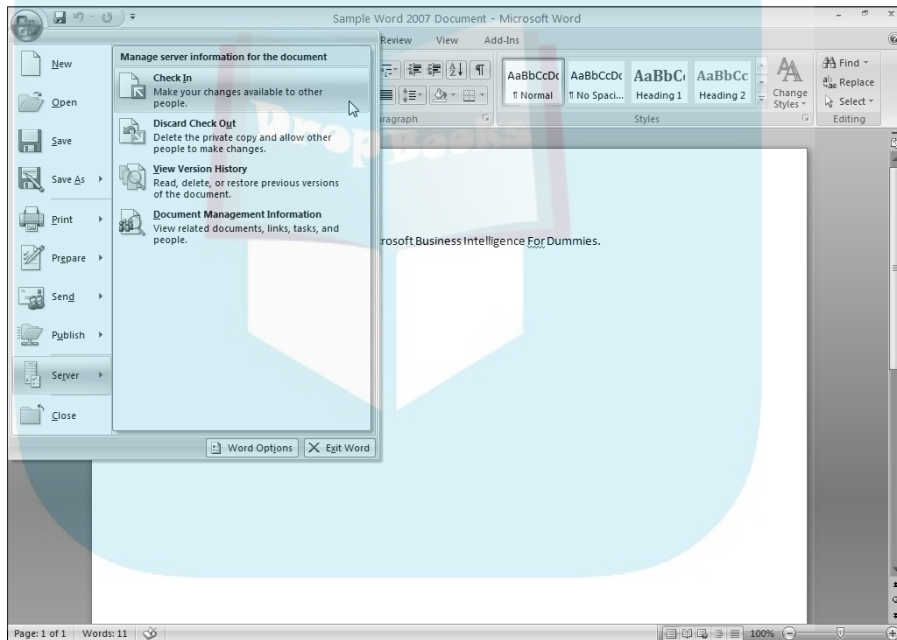 Sample Word 2007 Document - Microsoft Word
Review View Add-Ins
New
Open
Save
Save As
Print
Prepare
Send
Publish
Server
Close
Manage server information for the document
Check In
Make your changes available to other
people.
Discard Check Out
Delete the private copy and allow other
people to make changes.
View Version History
Read, delete, or restore previous versions
of the document.
Document Management Information
View related documents, links, tasks, and
people.
Word Options Exit Word
AaBbCcDc AaBbCcDc AaBbCc AaBbCc
¶ Normal ¶ No Spaci... Heading 1 Heading 2
Change
Styles
Find
Replace
Select
Styles
Editing
DropBooks
Business Intelligence For Dummies.
Page: 1 of 1 Words: 11
100%